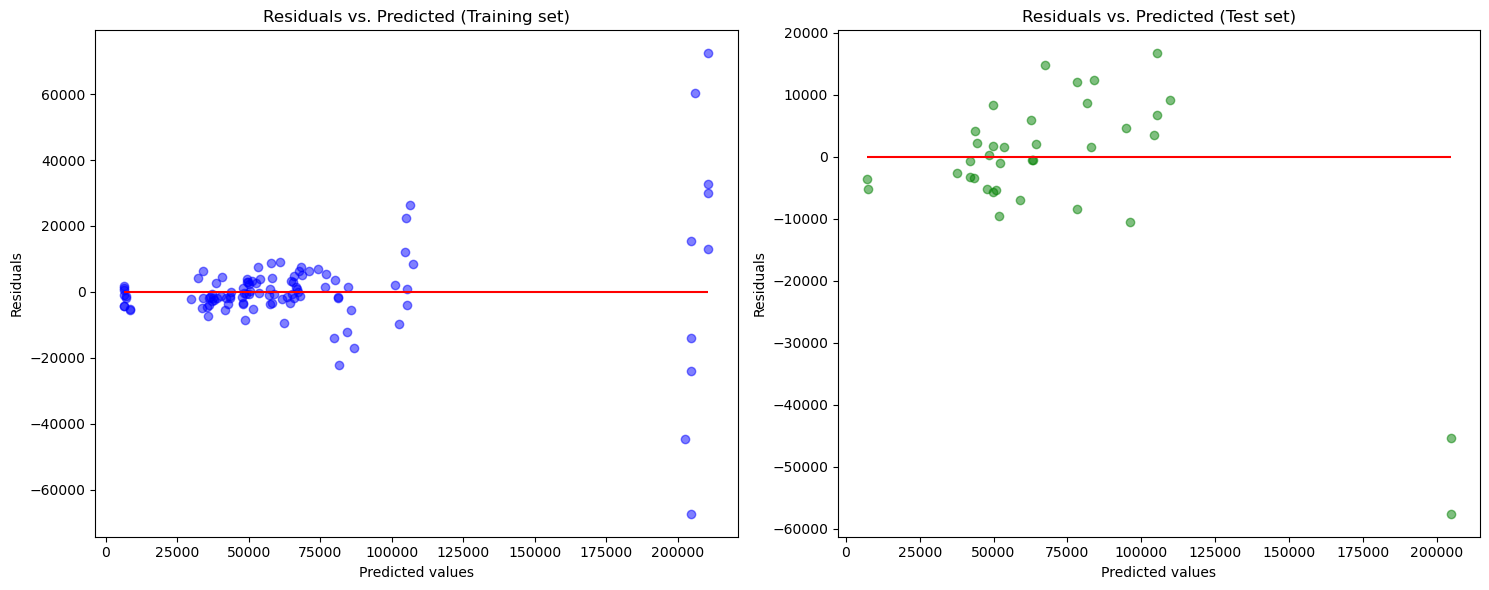 Residuals vs. Predicted (Training set)
Residuals
60000
40000
20000
0
−20000
−40000
−60000
0 25000 50000 75000 100000 125000 150000 175000 200000
Predicted values
Residuals vs. Predicted (Test set)
Residuals
20000
10000
0
−10000
−20000
−30000
−40000
−50000
−60000
0 25000 50000 75000 100000 125000 150000 175000 200000
Predicted values